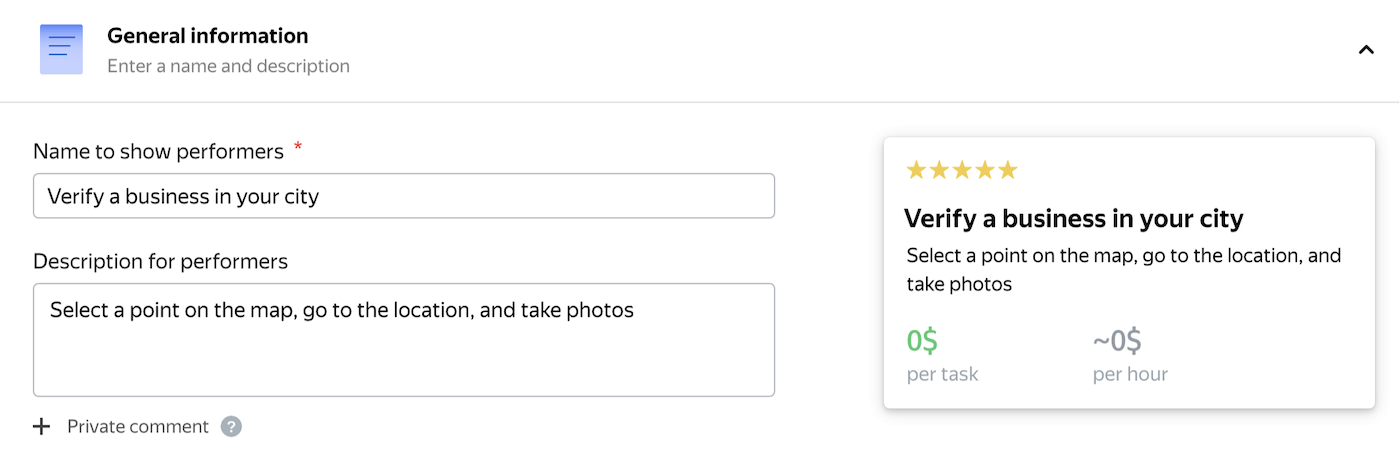 General information
Enter a name and description
Name to show performers *
Verify a business in your city
Description for performers
Select a point on the map, go to the location, and take photos
+ Private comment ?
Verify a business in your city
Select a point on the map, go to the location, and
take photos
0$ ~0$
per task per hour